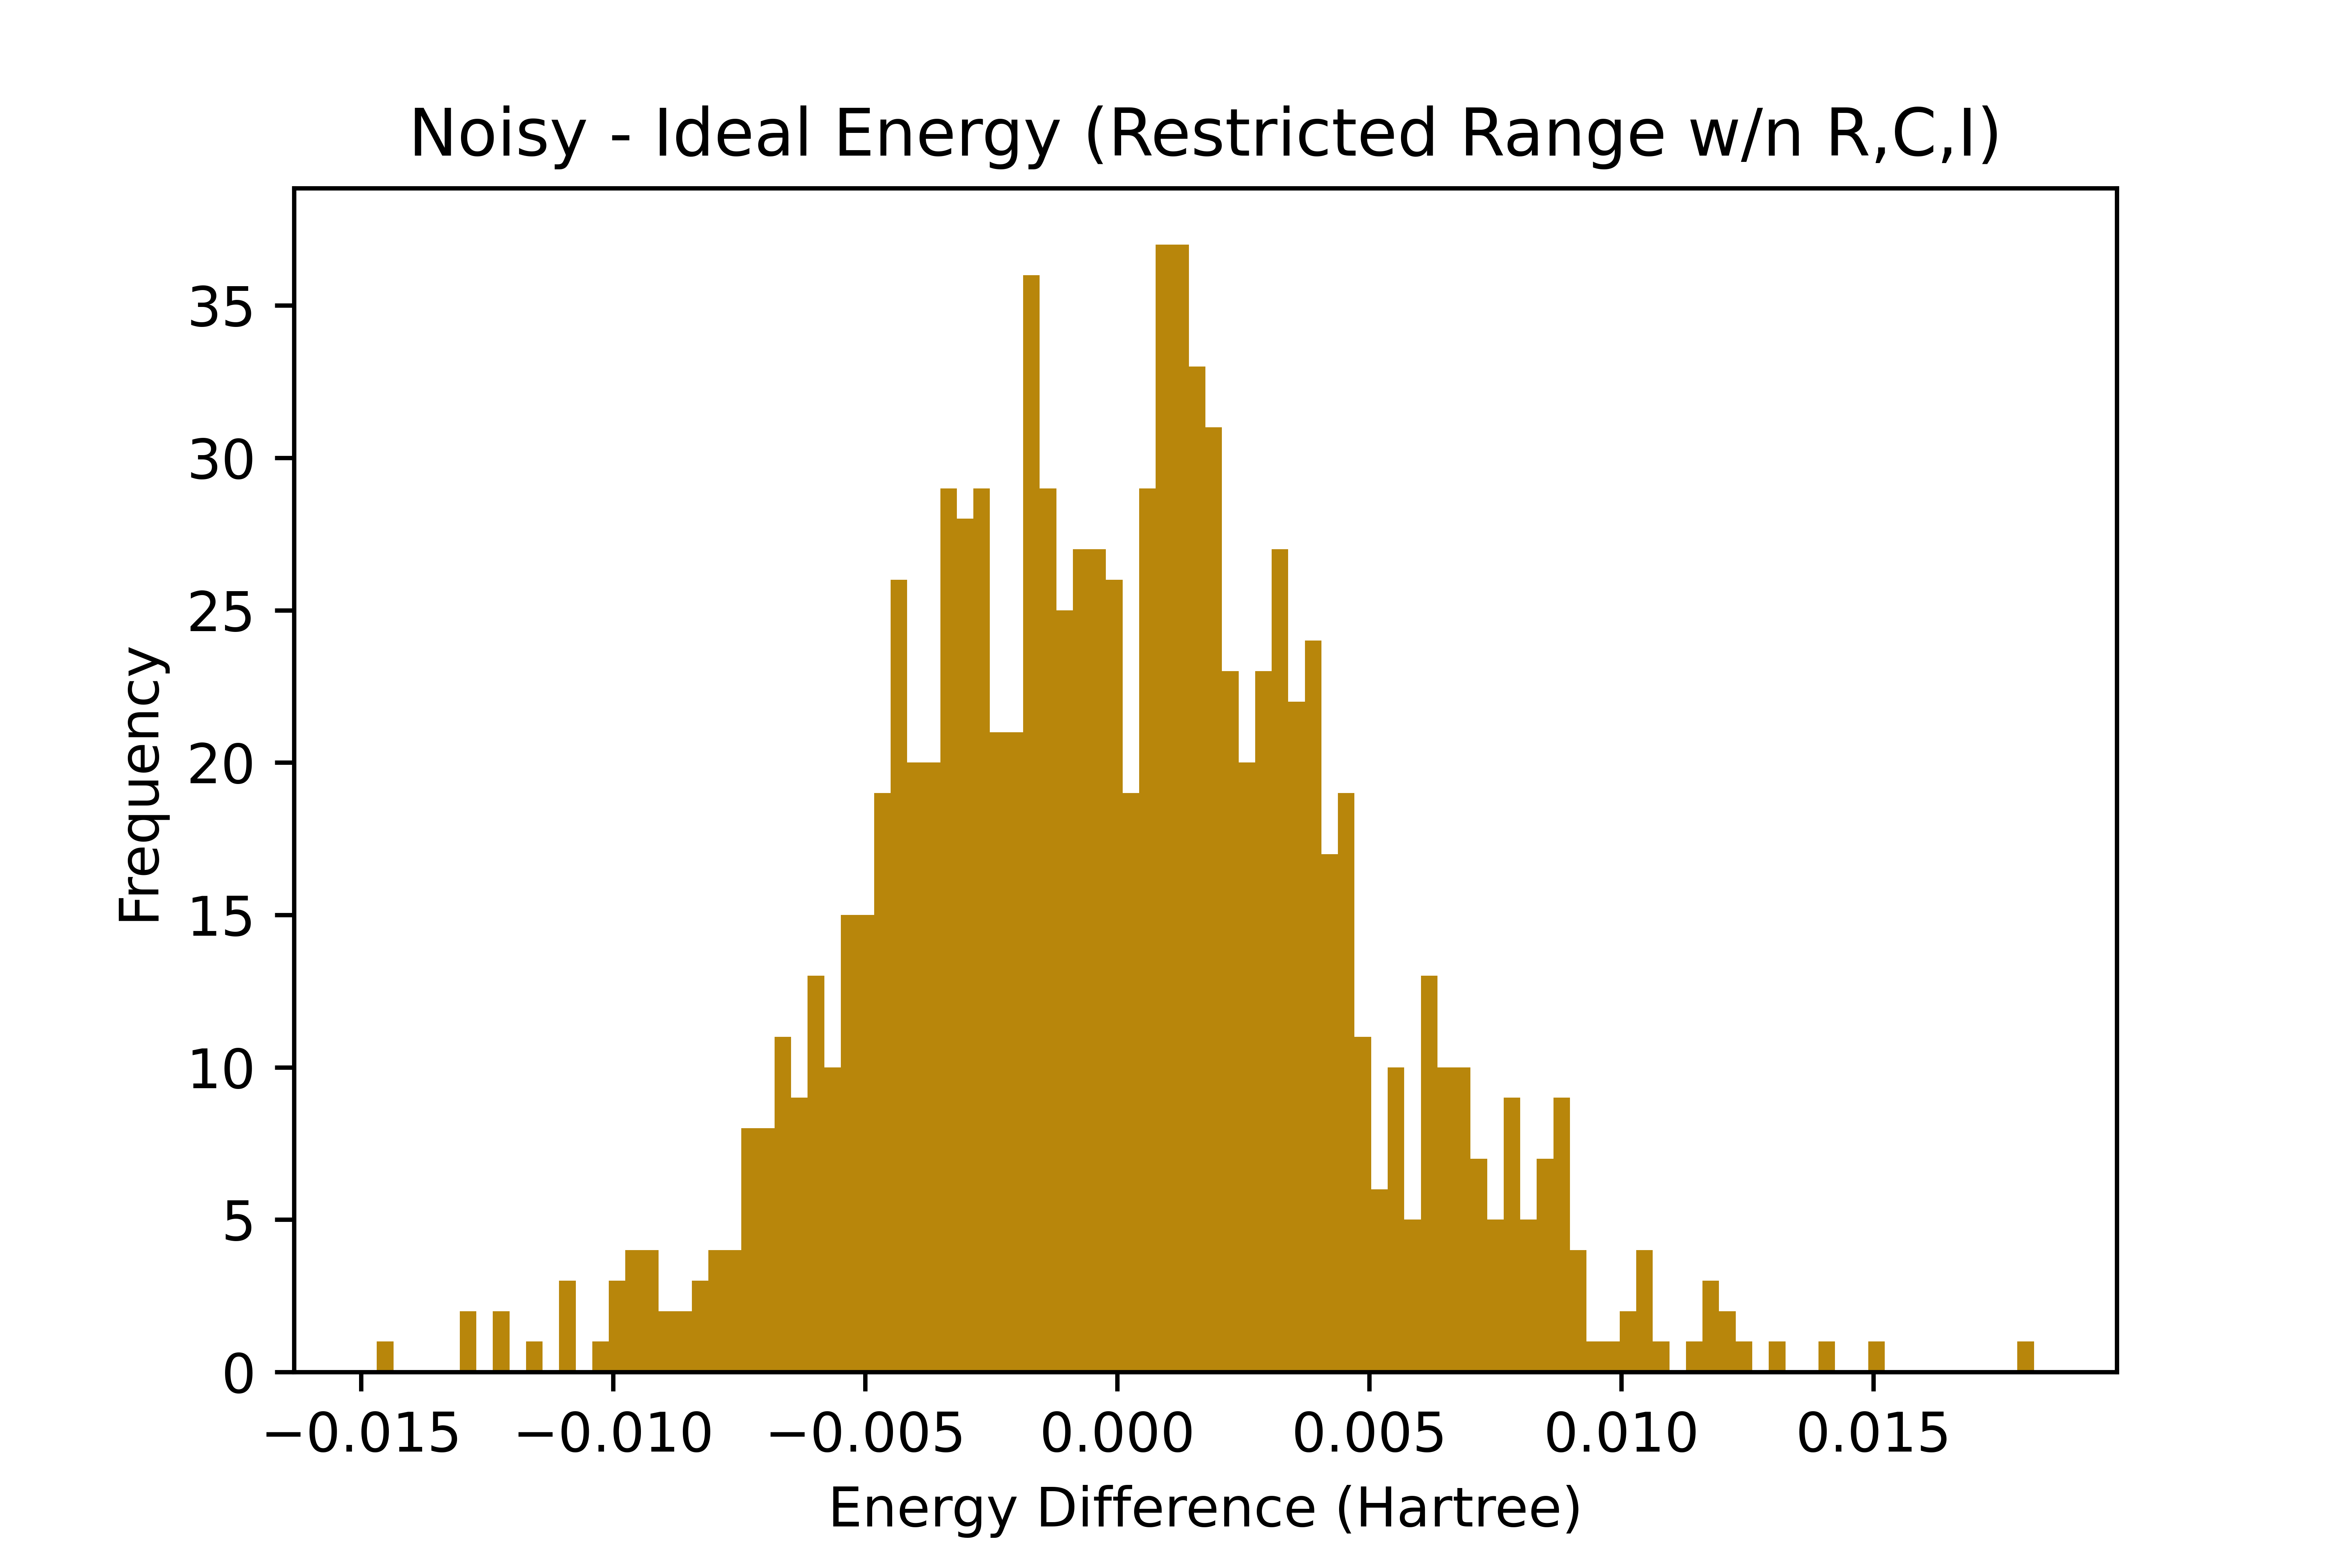 Noisy - Ideal Energy (Restricted Range w/n R,C,I)
35
30
25
20
15
10
5
0
Frequency
−0.015 −0.010 −0.005 0.000 0.005 0.010 0.015
Energy Difference (Hartree)